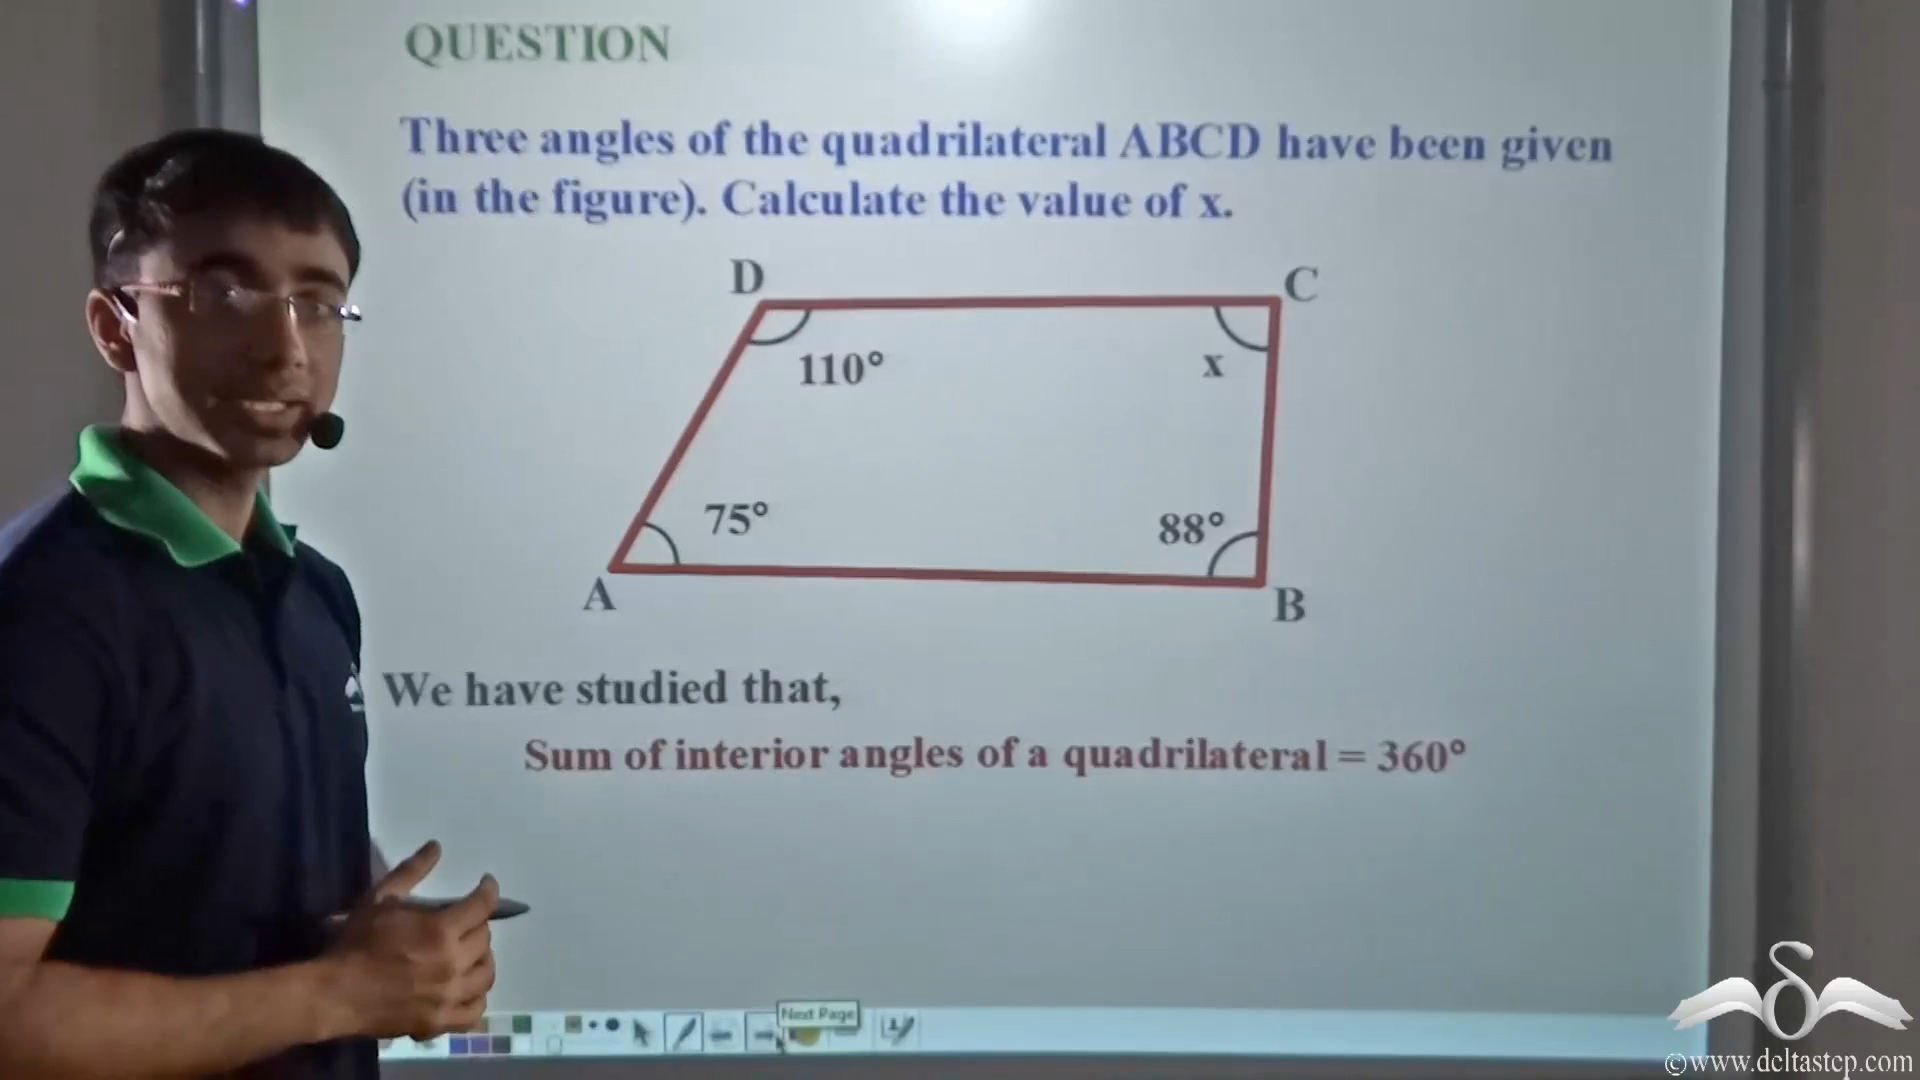 QUESTION
Three angles of the quadrilateral ABCD have been given
(in the figure). Calculate the value of x.
D
C
110°
x
75°
88°
A
B
We have studied that,
Sum of interior angles of a quadrilateral = 360°
Next Page
©www.deltastep.com